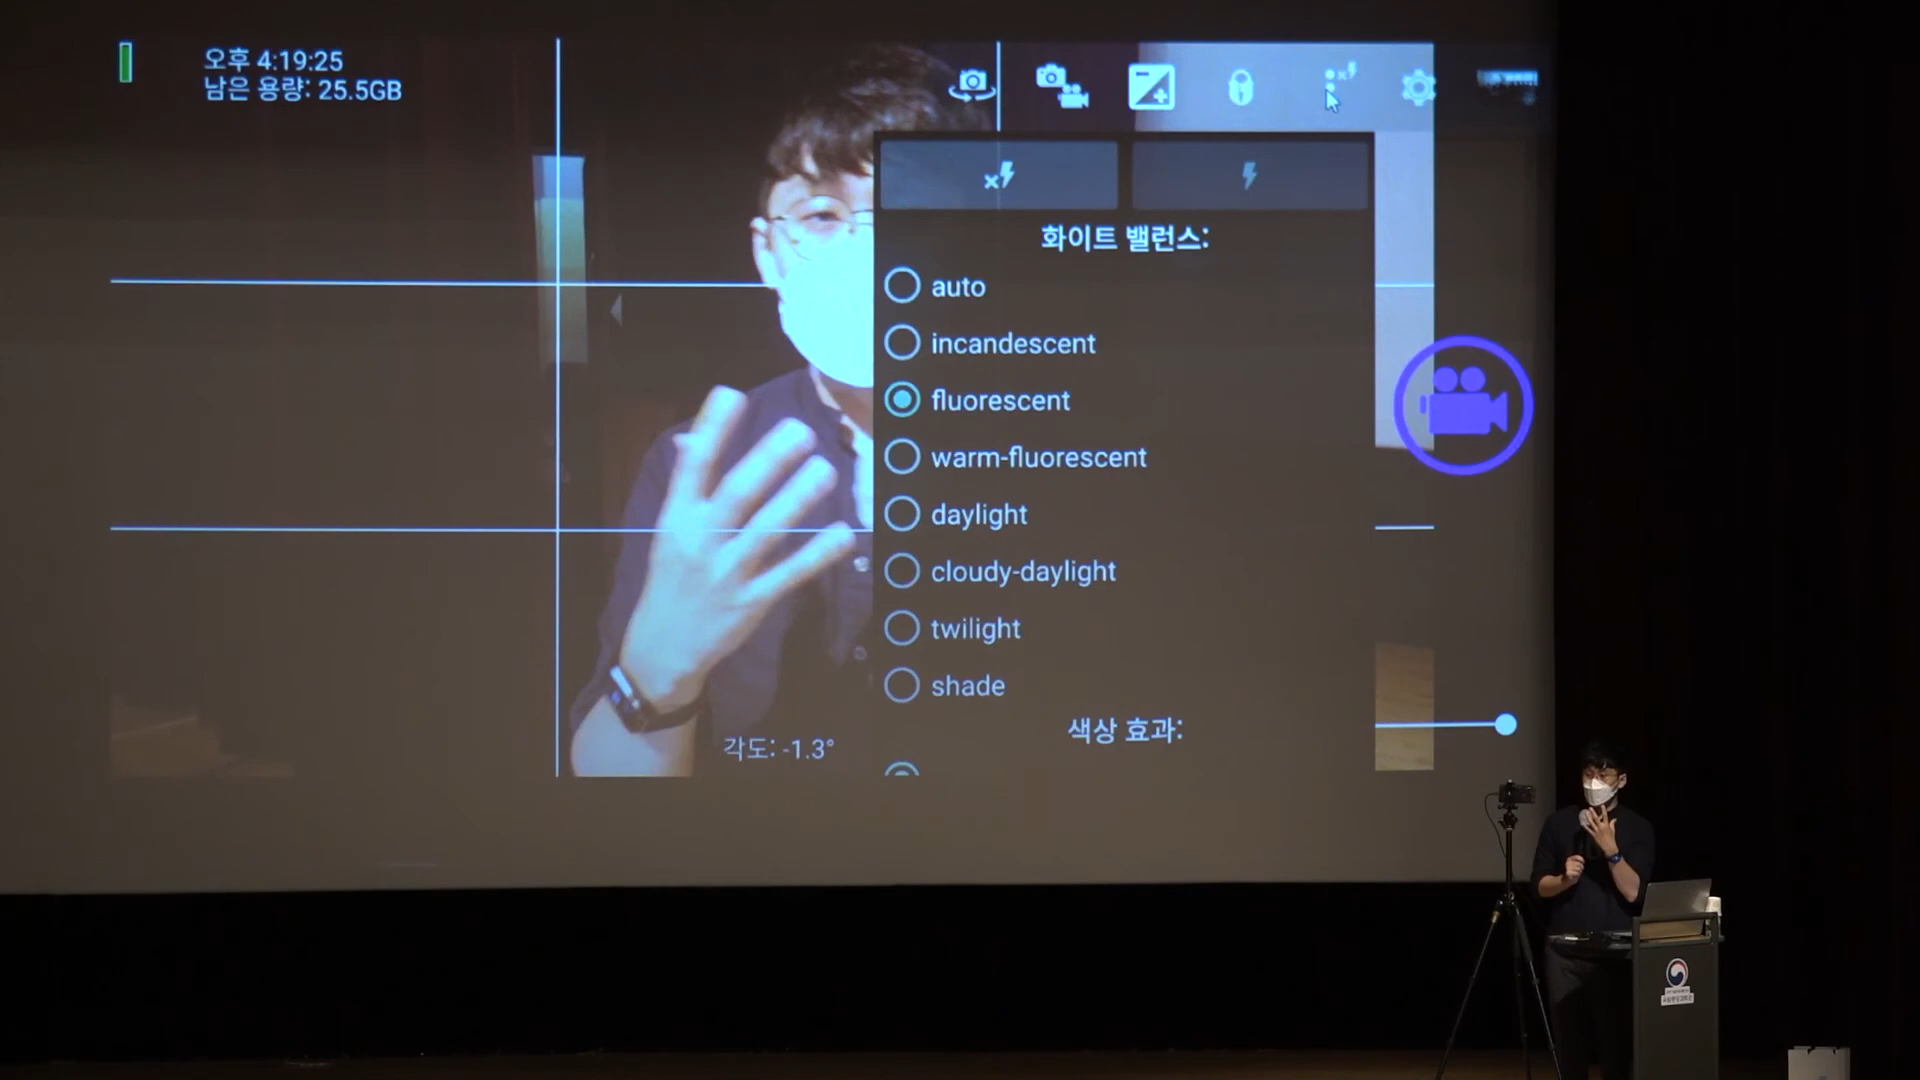 오후 4:19:25
남은 용량: 25.5GB
화이트 밸런스:
auto
incandescent
fluorescent
warm-fluorescent
daylight
cloudy-daylight
twilight
shade
색상 효과:
각도: -1.3°